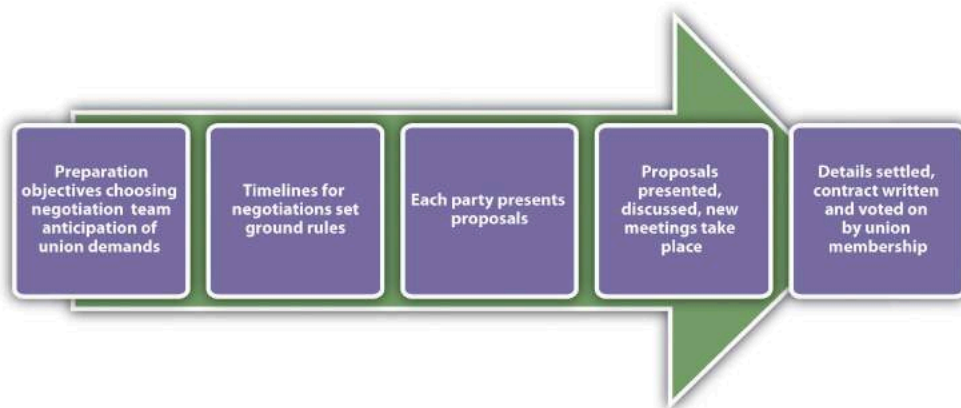 Preparation
objectives choosing
negotiation team
anticipation of
union demands
Timelines for
negotiations set
ground rules
Each party presents
proposals
Proposals
presented,
discussed, new
meetings take
place
Details settled,
contract written
and voted on
by union
membership